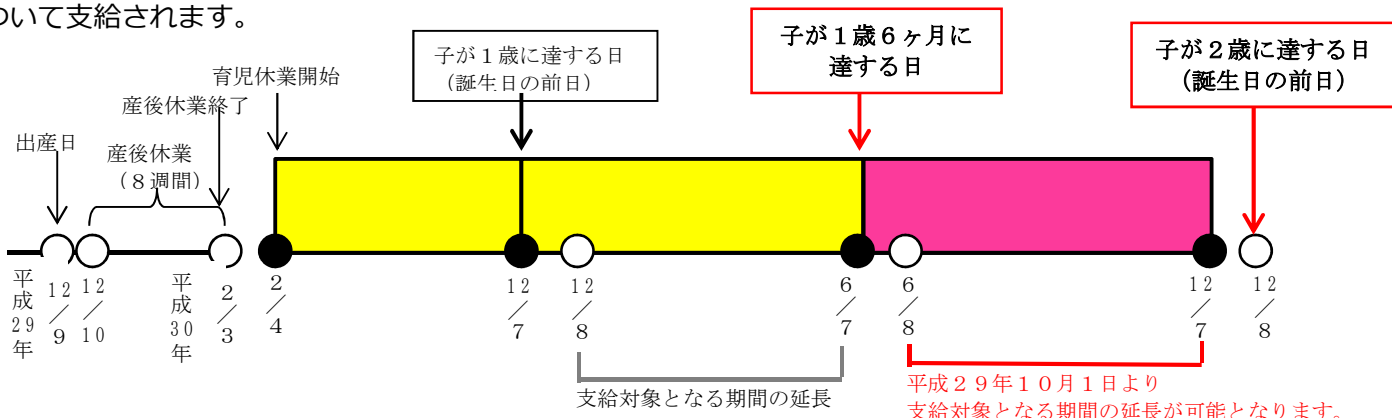 ついて支給されます。
子が１歳に達する日
（誕生日の前日）
子が１歳６ヶ月に
達する日
子が２歳に達する日
（誕生日の前日）
育児休業開始
産後休業終了
出産日
産後休業
（８週間）
平成29年
12／9
12／10
平成30年
2／3
2／4
12／7
12／8
6／7
6／8
12／7
12／8
支給対象となる期間の延長
平成２９年１０月１日より
支給対象となる期間の延長が可能となります。